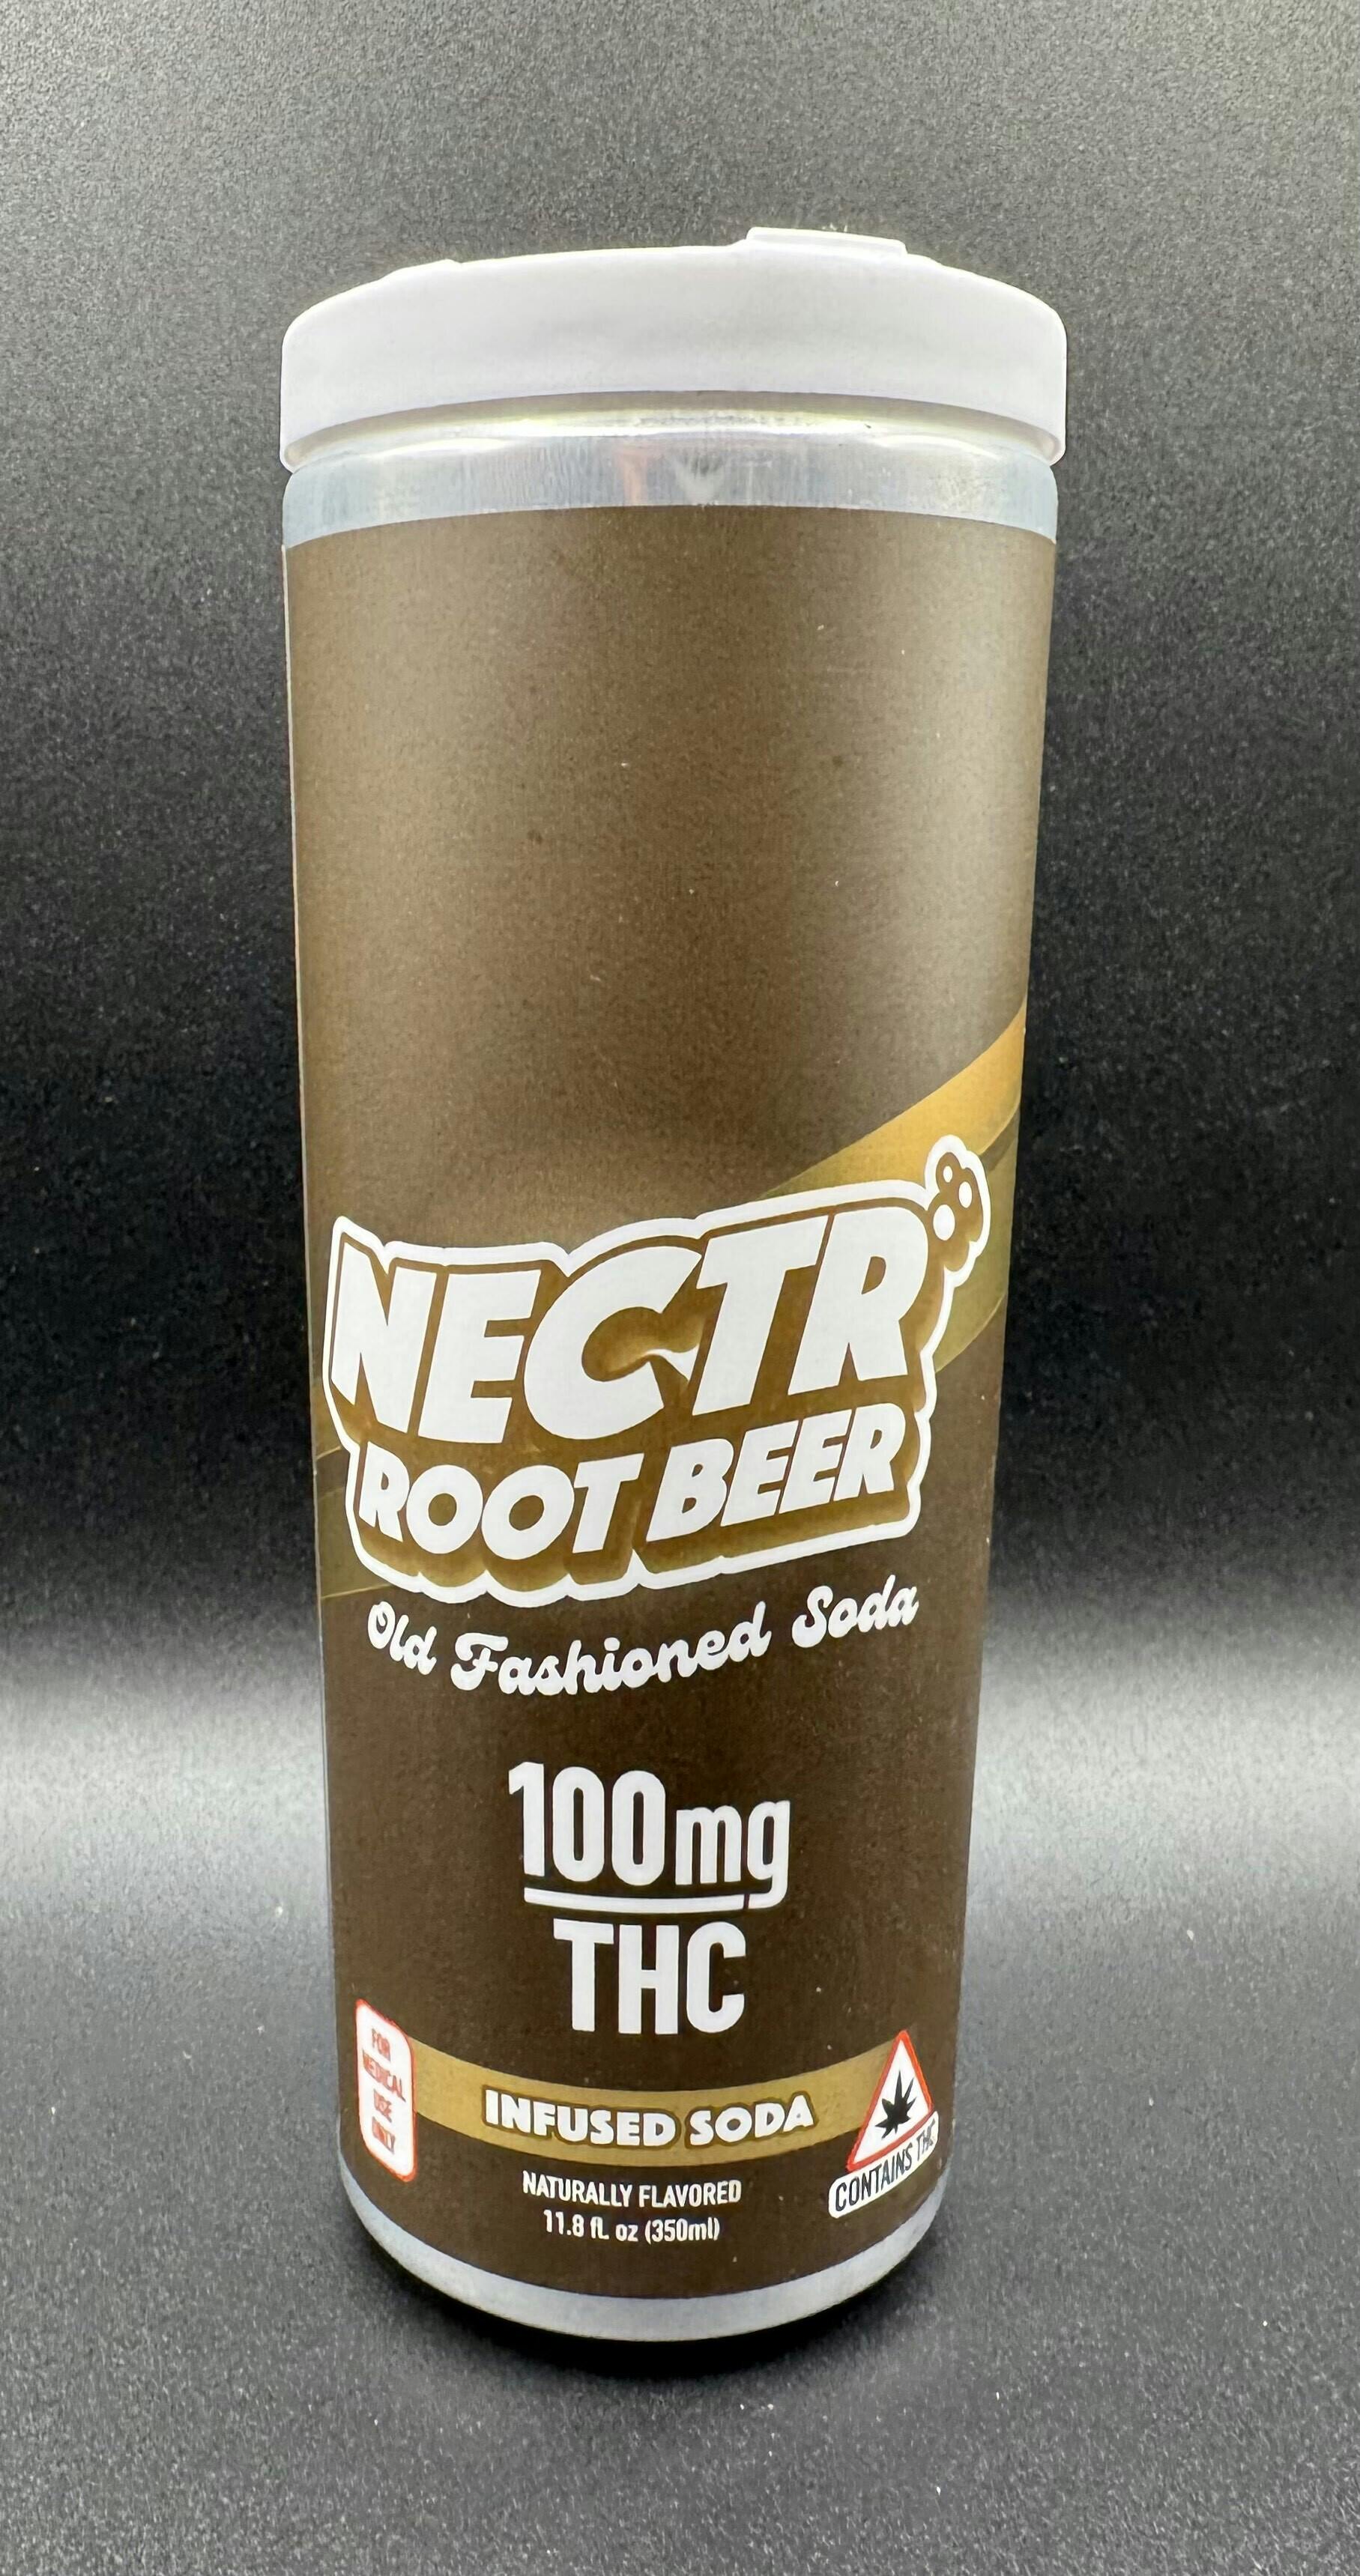 NECTR
ROOT BEER
Old Fashioned Soda
100mg
THC
FOR
MEDICAL
USE
ONLY
INFUSED SODA
CONTAINS THC
NATURALLY FLAVORED
11.8 fl. oz (350ml)